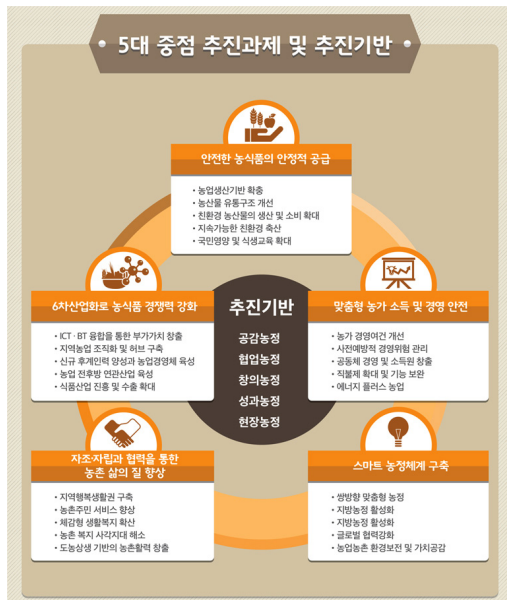 5대 중점 추진과제 및 추진기반
안전한 농식품의 안정적 공급
• 농업생산기반 확충
• 농산물 유통구조 개선
• 친환경 농산물의 생산 및 소비 확대
• 지속가능한 친환경 축산
• 국민영양 및 식생교육 확대
6차산업화로 농식품 경쟁력 강화
• ICT · BT 융합을 통한 부가가치 창출
• 지역농업 조직화 및 허브 구축
• 신규 후계인력 양성과 농업경영체 육성
• 농업 전후방 연관산업 육성
• 식품산업 진흥 및 수출 확대
추진기반
공감농정
협업농정
창의농정
성과농정
현장농정
맞춤형 농가 소득 및 경영 안전
• 농가 경영여건 개선
• 사전예방적 경영위험 관리
• 공동체 경영 및 소득원 창출
• 직불제 확대 및 기능 보완
• 에너지 플러스 농업
자조·자립과 협력을 통한
농촌 삶의 질 향상
• 지역행복생활권 구축
• 농촌주민 서비스 향상
• 체감형 생활복지 확산
• 농촌 복지 사각지대 해소
• 도농상생 기반의 농촌활력 창출
스마트 농정체계 구축
• 쌍방향 맞춤형 농정
• 지방농정 활성화
• 지방농정 활성화
• 글로벌 협력강화
• 농업농촌 환경보전 및 가치공감